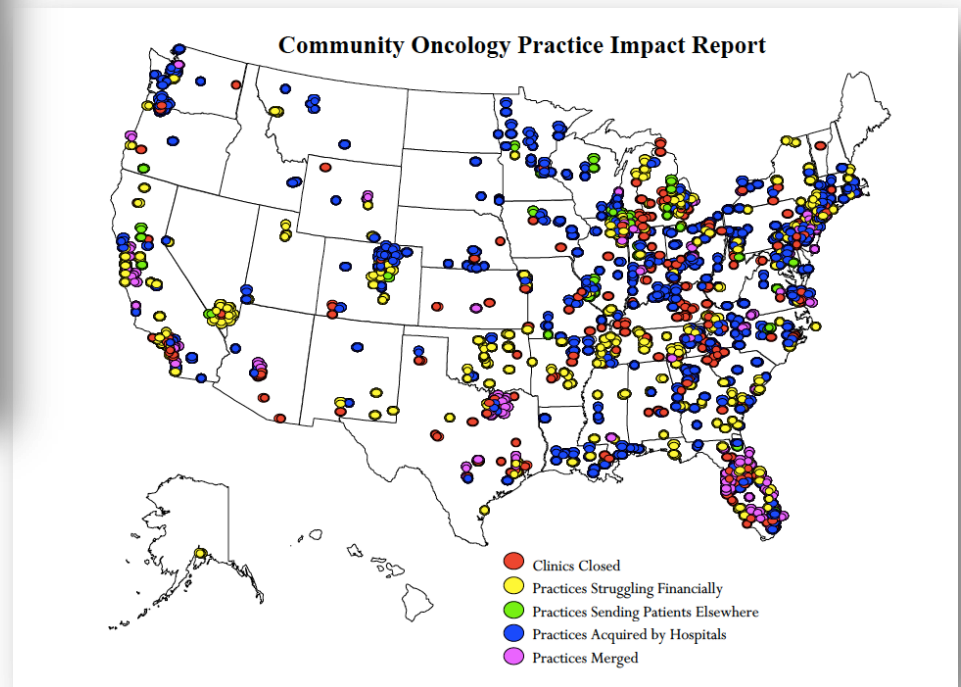 Community Oncology Practice Impact Report
Clinics Closed
Practices Struggling Financially
Practices Sending Patients Elsewhere
Practices Acquired by Hospitals
Practices Merged